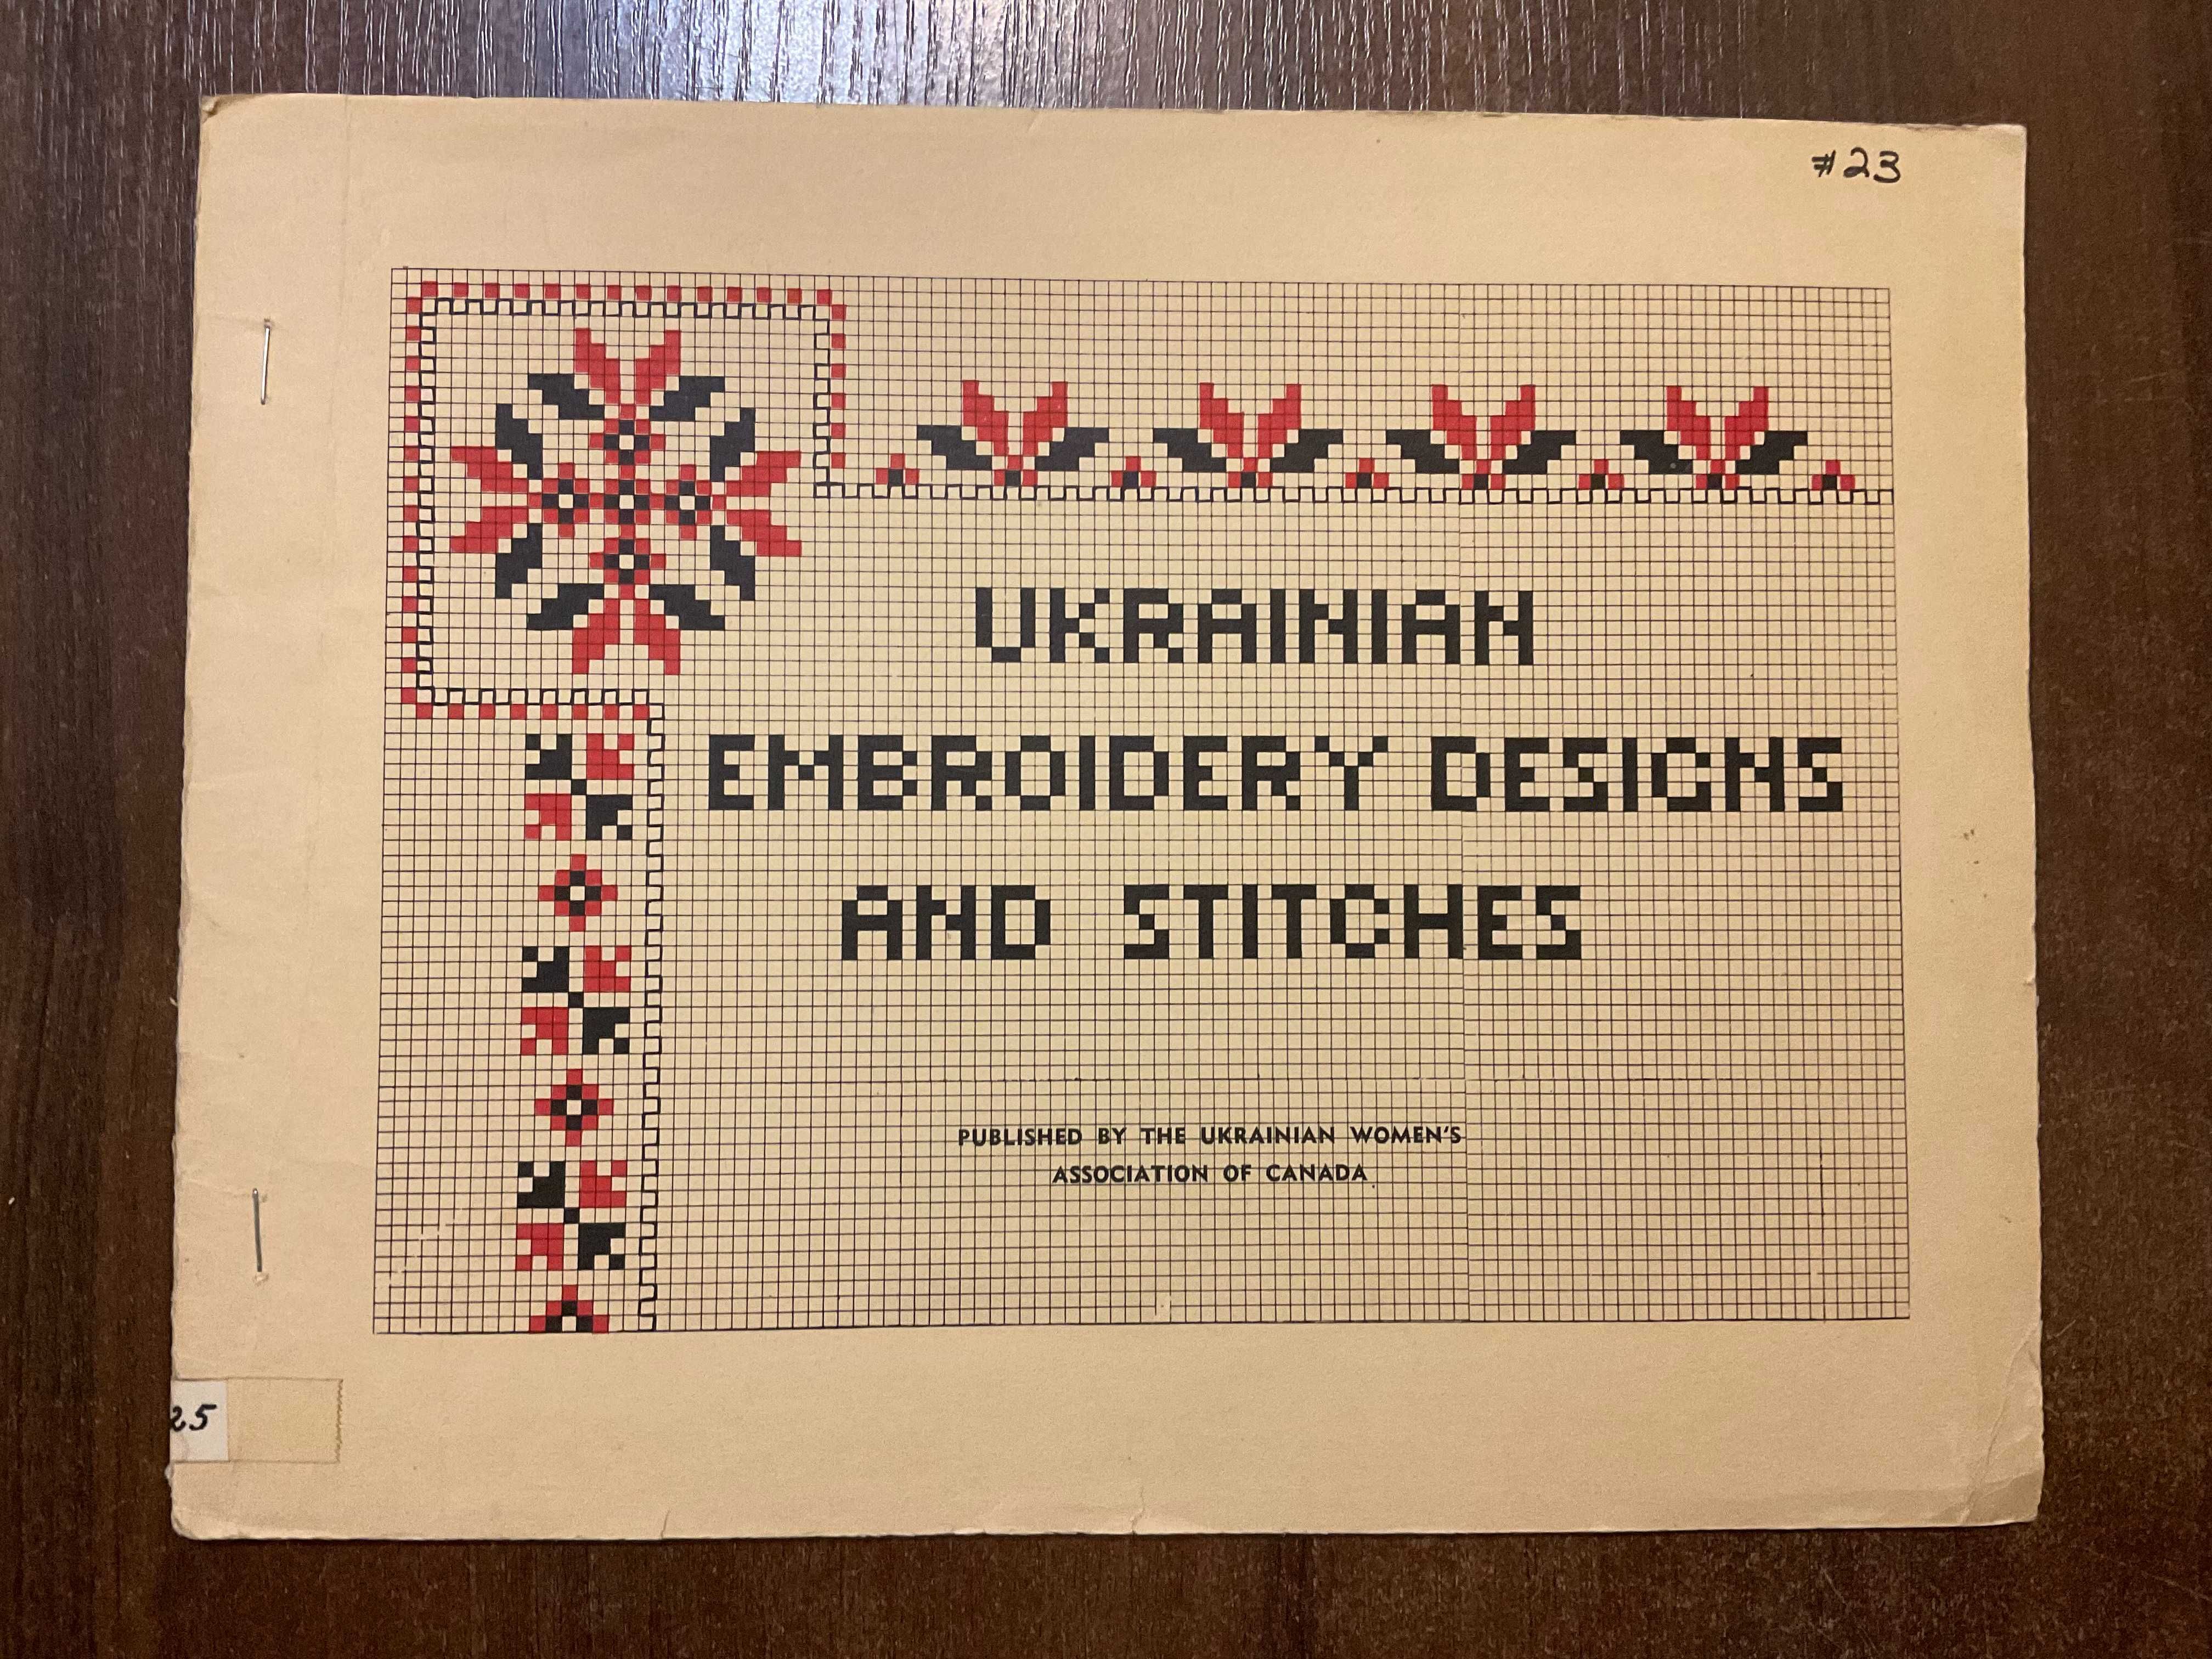 #23
UKRAINIAN
EMBROIDERY DESIGNS
AND STITCHES
PUBLISHED BY THE UKRAINIAN WOMEN'S
ASSOCIATION OF CANADA
25